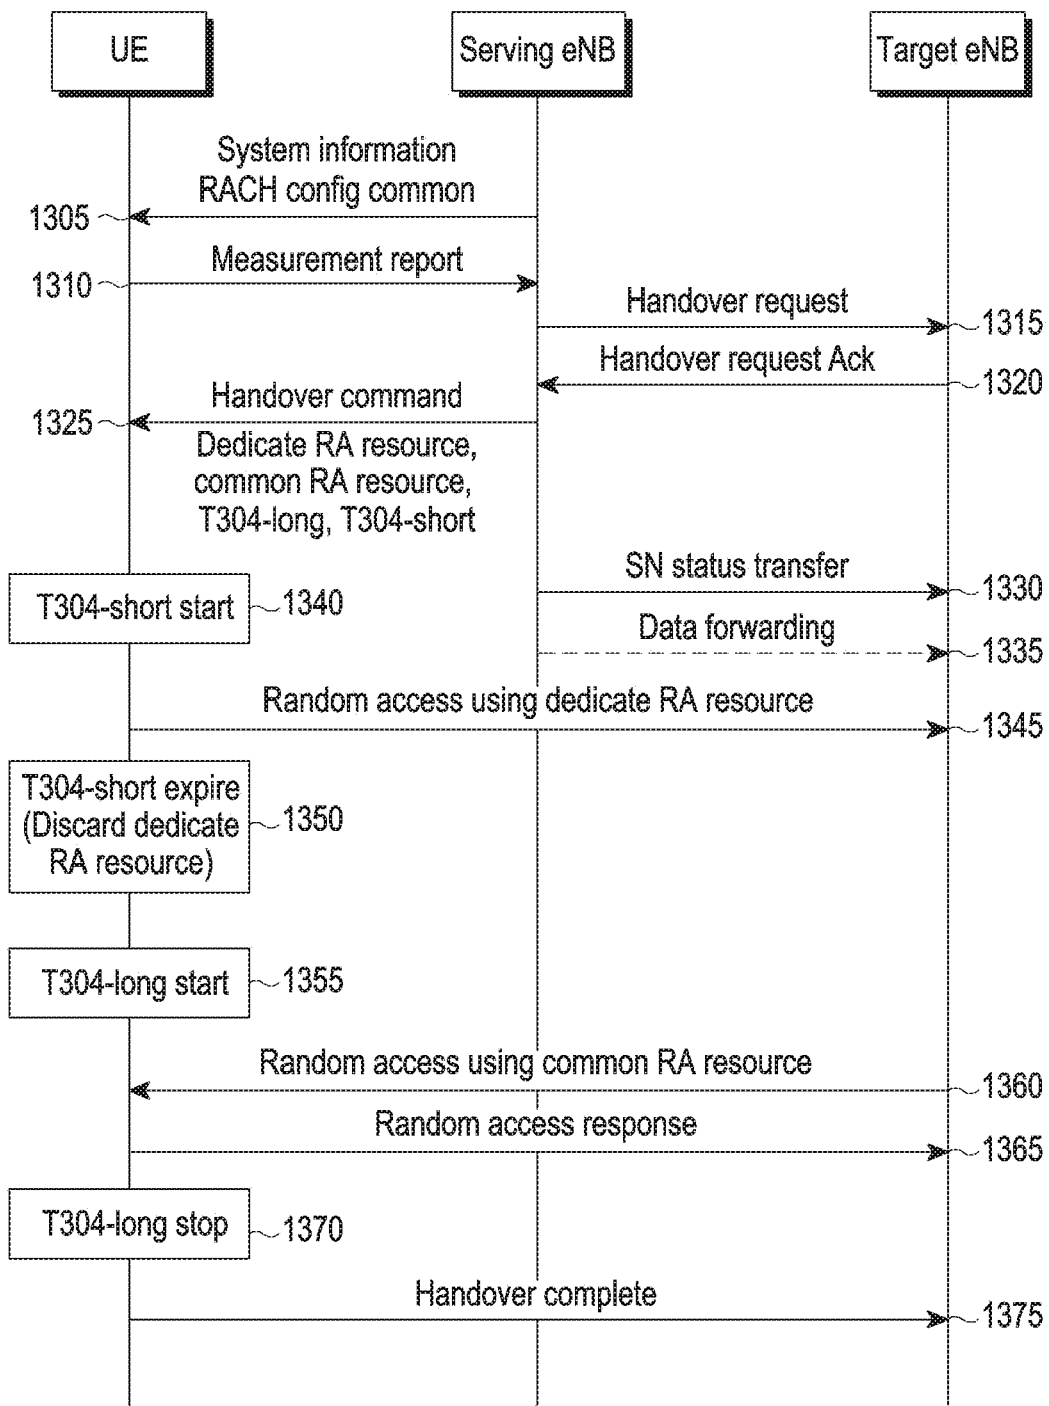 UE
Serving eNB
Target eNB
System information
RACH config common
1305
Measurement report
1310
Handover request
1315
Handover request Ack
1320
Handover command
1325
Dedicate RA resource,
common RA resource,
T304-long, T304-short
SN status transfer
1330
T304-short start
1340
Data forwarding
1335
Random access using dedicate RA resource
1345
T304-short expire
(Discard dedicate
RA resource)
1350
T304-long start
1355
Random access using common RA resource
1360
Random access response
1365
T304-long stop
1370
Handover complete
1375